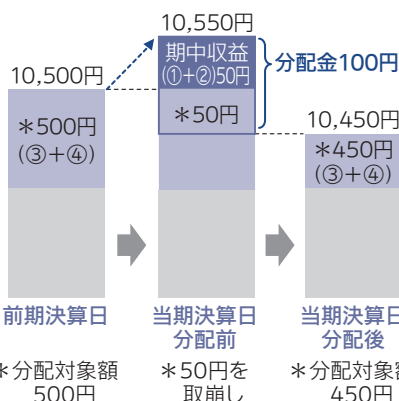 10,550円
期中収益
(①+②)50円
分配金100円
10,500円
＊500円
(③+④)
＊50円
10,450円
＊450円
(③+④)
前期決算日
当期決算日
分配前
当期決算日
分配後
＊分配対象額
500円
＊50円を
取崩し
＊分配対象額
450円